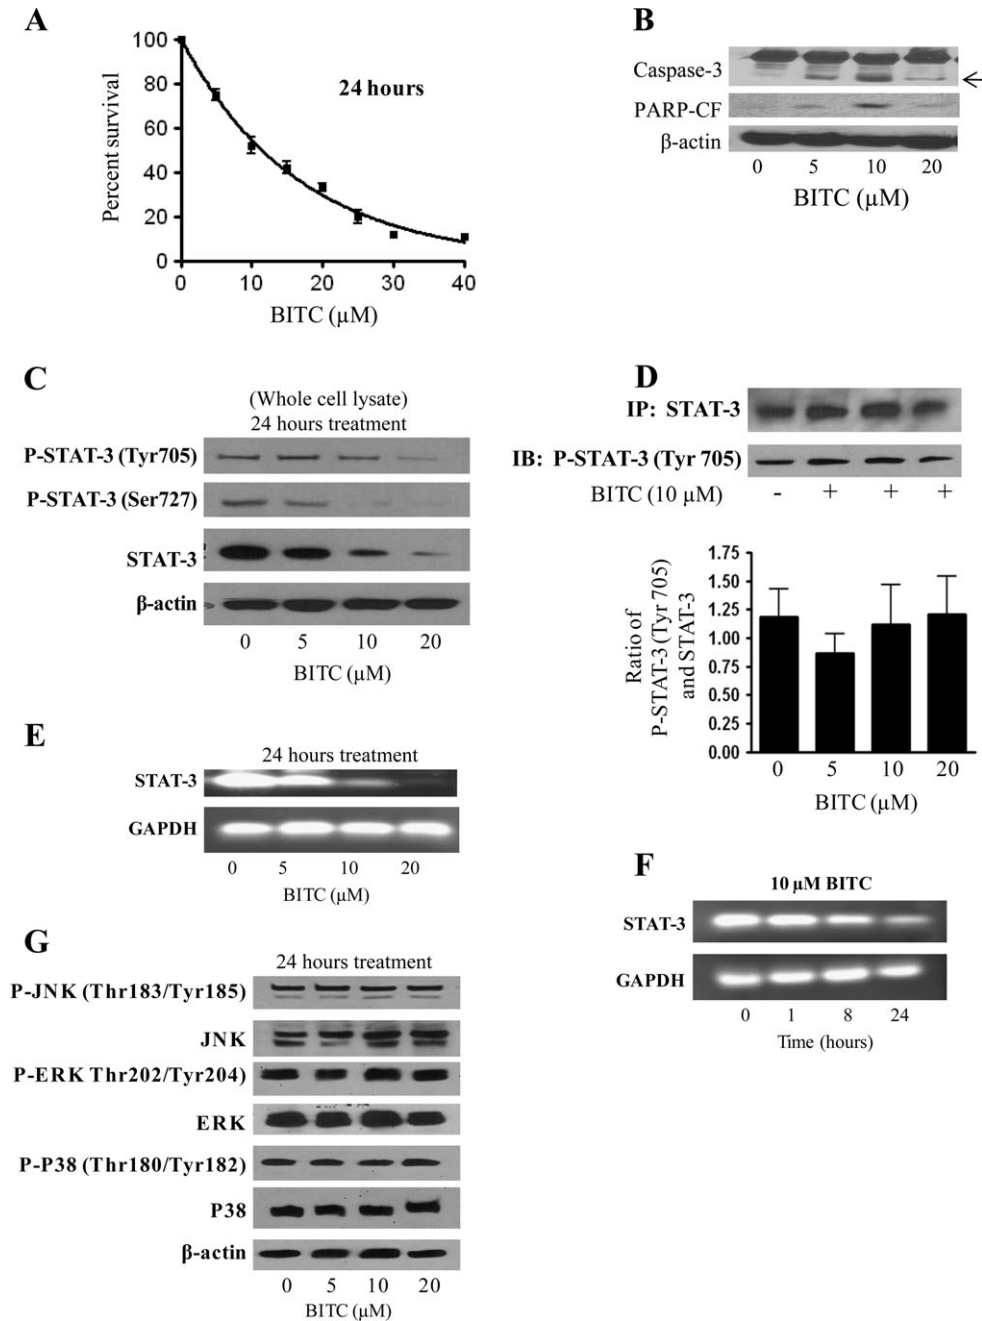 A
100
80
60
40
20
0
Percent survival
24 hours
0 10 20 30 40
BITC (µM)
B
Caspase-3
PARP-CF
β-actin
0 5 10 20
BITC (µM)
C
(Whole cell lysate)
24 hours treatment
P-STAT-3 (Tyr705)
P-STAT-3 (Ser727)
STAT-3
β-actin
0 5 10 20
BITC (µM)
D
IP: STAT-3
IB: P-STAT-3 (Tyr 705)
BITC (10 µM) - + + +
1.75
1.50
1.25
1.00
0.75
0.50
0.25
0.00
Ratio of
P-STAT-3 (Tyr 705)
and STAT-3
0 5 10 20
BITC (µM)
E
24 hours treatment
STAT-3
GAPDH
0 5 10 20
BITC (µM)
F
10 µM BITC
STAT-3
GAPDH
0 1 8 24
Time (hours)
G
24 hours treatment
P-JNK (Thr183/Tyr185)
JNK
P-ERK Thr202/Tyr204)
ERK
P-P38 (Thr180/Tyr182)
P38
β-actin
0 5 10 20
BITC (µM)